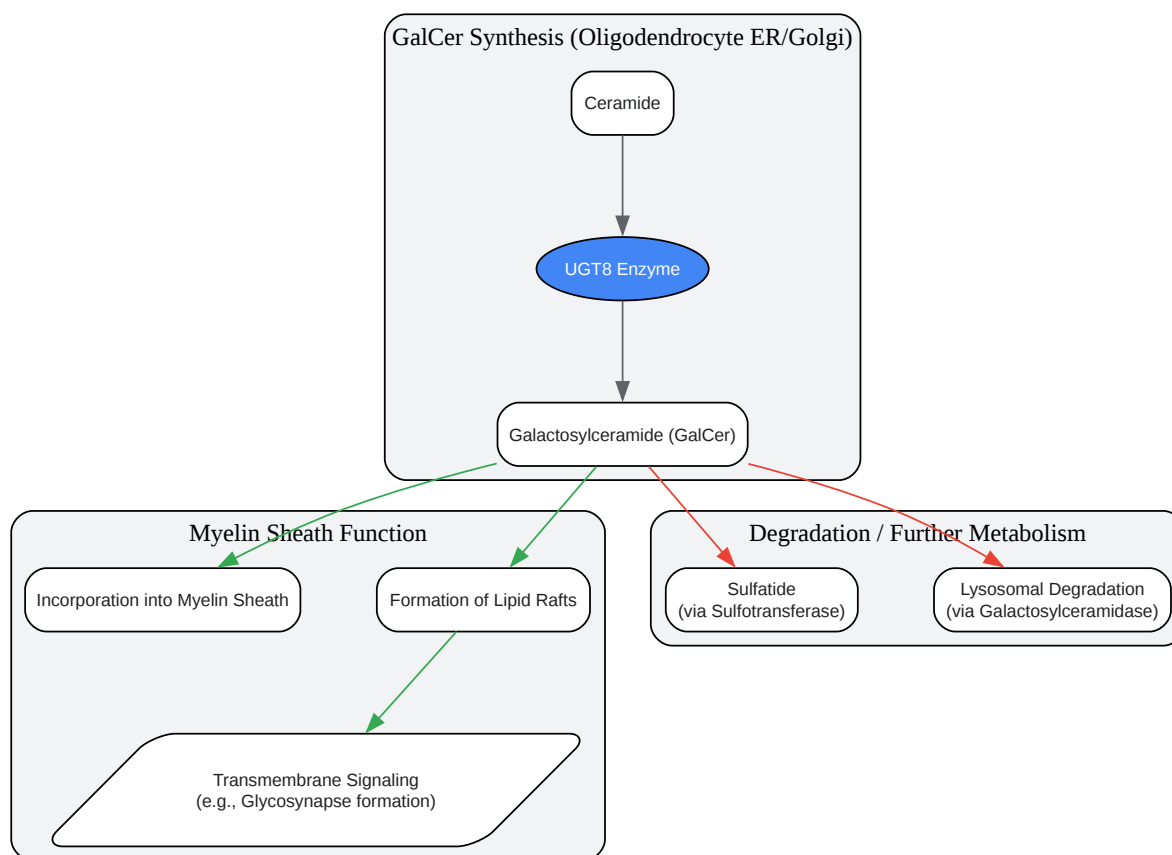 GalCer Synthesis (Oligodendrocyte ER/Golgi)
Ceramide
UGT8 Enzyme
Galactosylceramide (GalCer)
Myelin Sheath Function
Incorporation into Myelin Sheath
Formation of Lipid Rafts
Transmembrane Signaling
(e.g., Glycosynapse formation)
Degradation / Further Metabolism
Sulfatide
(via Sulfotransferase)
Lysosomal Degradation
(via Galactosylceramidase)